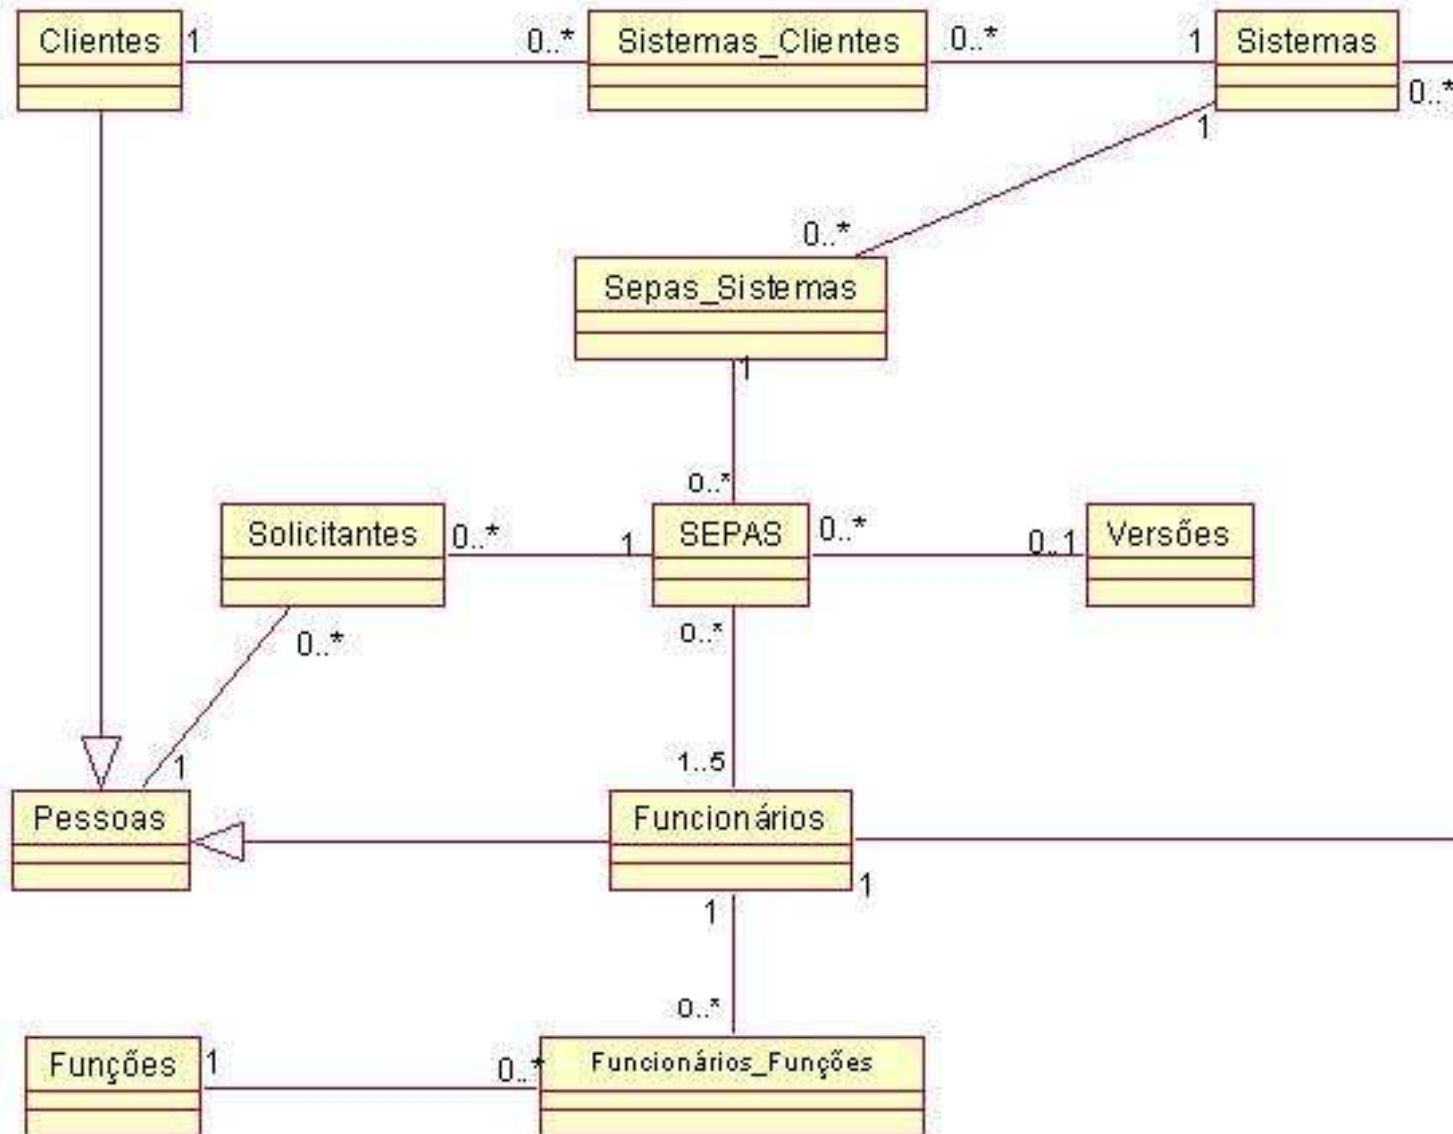 Clientes 1 0..* Sistemas_Clientes 0..* 1 Sistemas
0..*
1
0..*
Sepas_Sistemas
1
0..*
Solicitantes 0..* 1 SEPAS 0..* 0..1 Versões
0..* 0..*
1 1..5
Pessoas Funcionários
1
1
0..*
Funções 1 0..* Funcionários_Funções